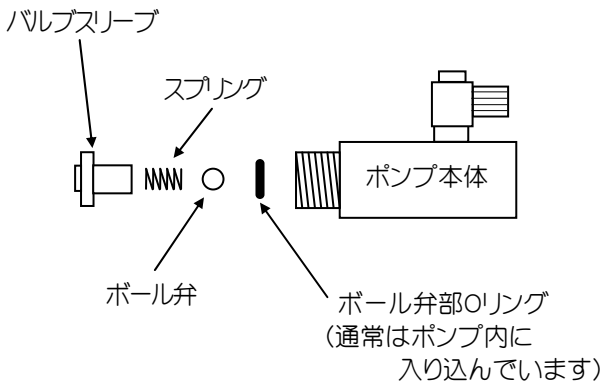 バルブスリーブ
スプリング
ポンプ本体
ボール弁
ボール弁部Oリング
(通常はポンプ内に
入り込んでいます)